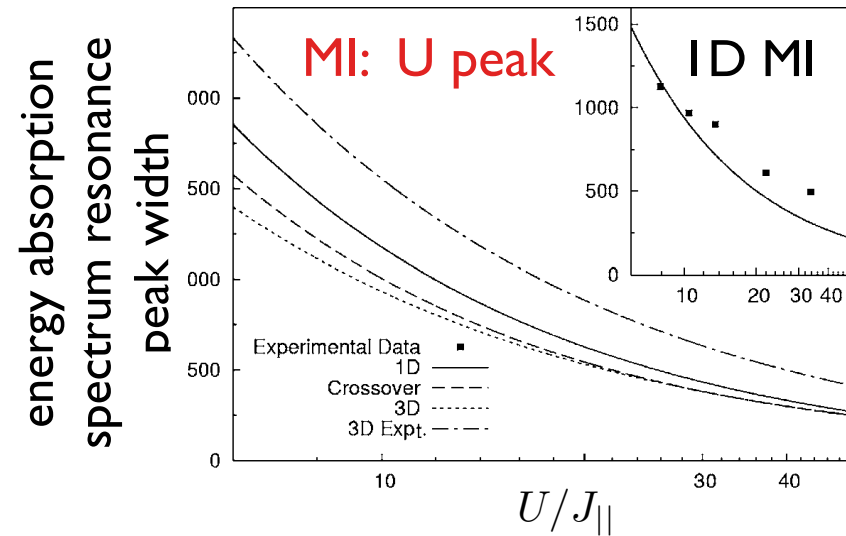 energy absorption
spectrum resonance
peak width
MI: U peak
1D MI
000
500
000
500
0
10
30
40
U/J||
Experimental Data
1D
Crossover
3D
3D Expt.
1500
1000
500
0
10
20
30
40